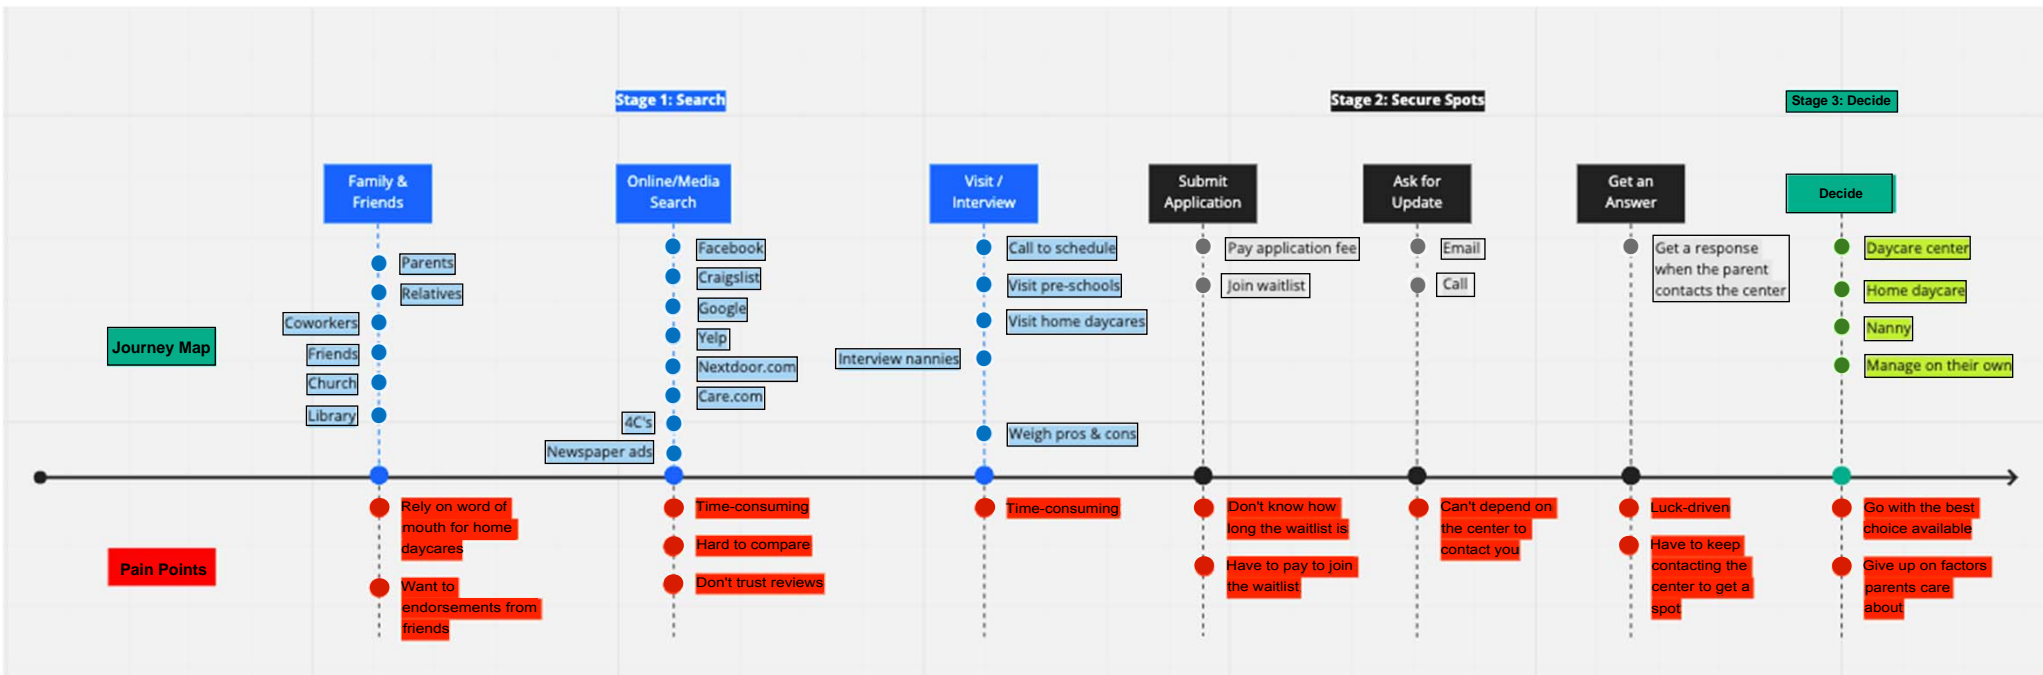 Stage 1: Search
Stage 2: Secure Spots
Stage 3: Decide
Family &
Friends
Online/Media
Search
Visit /
Interview
Submit
Application
Ask for
Update
Get an
Answer
Decide
Journey Map
Parents
Relatives
Coworkers
Friends
Church
Library
Facebook
Craigslist
Google
Yelp
Nextdoor.com
Care.com
4C's
Newspaper ads
Call to schedule
Visit pre-schools
Visit home daycares
Interview nannies
Weigh pros & cons
Pay application fee
Join waitlist
Email
Call
Get a response
when the parent
contacts the center
Daycare center
Home daycare
Nanny
Manage on their own
Pain Points
Rely on word of
mouth for home
daycares
Want to
endorsements from
friends
Time-consuming
Hard to compare
Don't trust reviews
Time-consuming
Don't know how
long the waitlist is
Have to pay to join
the waitlist
Can't depend on
the center to
contact you
Luck-driven
Have to keep
contacting the
center to get a
spot
Go with the best
choice available
Give up on factors
parents care
about